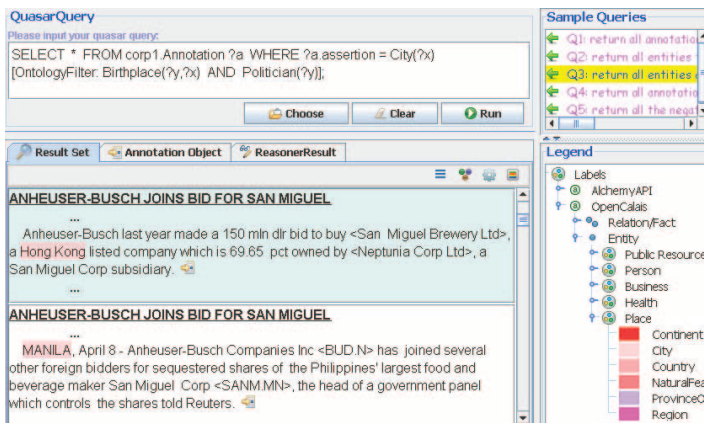 QuasarQuery
Please input your quasar query:
SELECT * FROM corp1.Annotation ?a WHERE ?a.assertion = City(?x)
[OntologyFilter: Birthplace(?y,?x) AND Politician(?y)];
Choose
Clear
Run
Result Set
Annotation Object
ReasonerResult
ANHEUSER-BUSCH JOINS BID FOR SAN MIGUEL
...
Anheuser-Busch last year made a 150 mln dlr bid to buy <San Miguel Brewery Ltd>,
a Hong Kong listed company which is 69.65 pct owned by <Neptunia Corp Ltd>, a
San Miguel Corp subsidiary.
...
ANHEUSER-BUSCH JOINS BID FOR SAN MIGUEL
...
MANILA, April 8 - Anheuser-Busch Companies Inc <BUD.N> has joined several
other foreign bidders for sequestered shares of the Philippines' largest food and
beverage maker San Miguel Corp <SANM.MN>, the head of a government panel
which controls the shares told Reuters.
Sample Queries
Q1: return all annotatio
Q2: return all entities
Q3: return all entities
Q4: return all annotatio
Q5: return all the negat
Legend
Labels
AlchemyAPI
OpenCalais
Relation/Fact
Entity
Public Resource
Person
Business
Health
Place
Continent
City
Country
NaturalFea
ProvinceO
Region